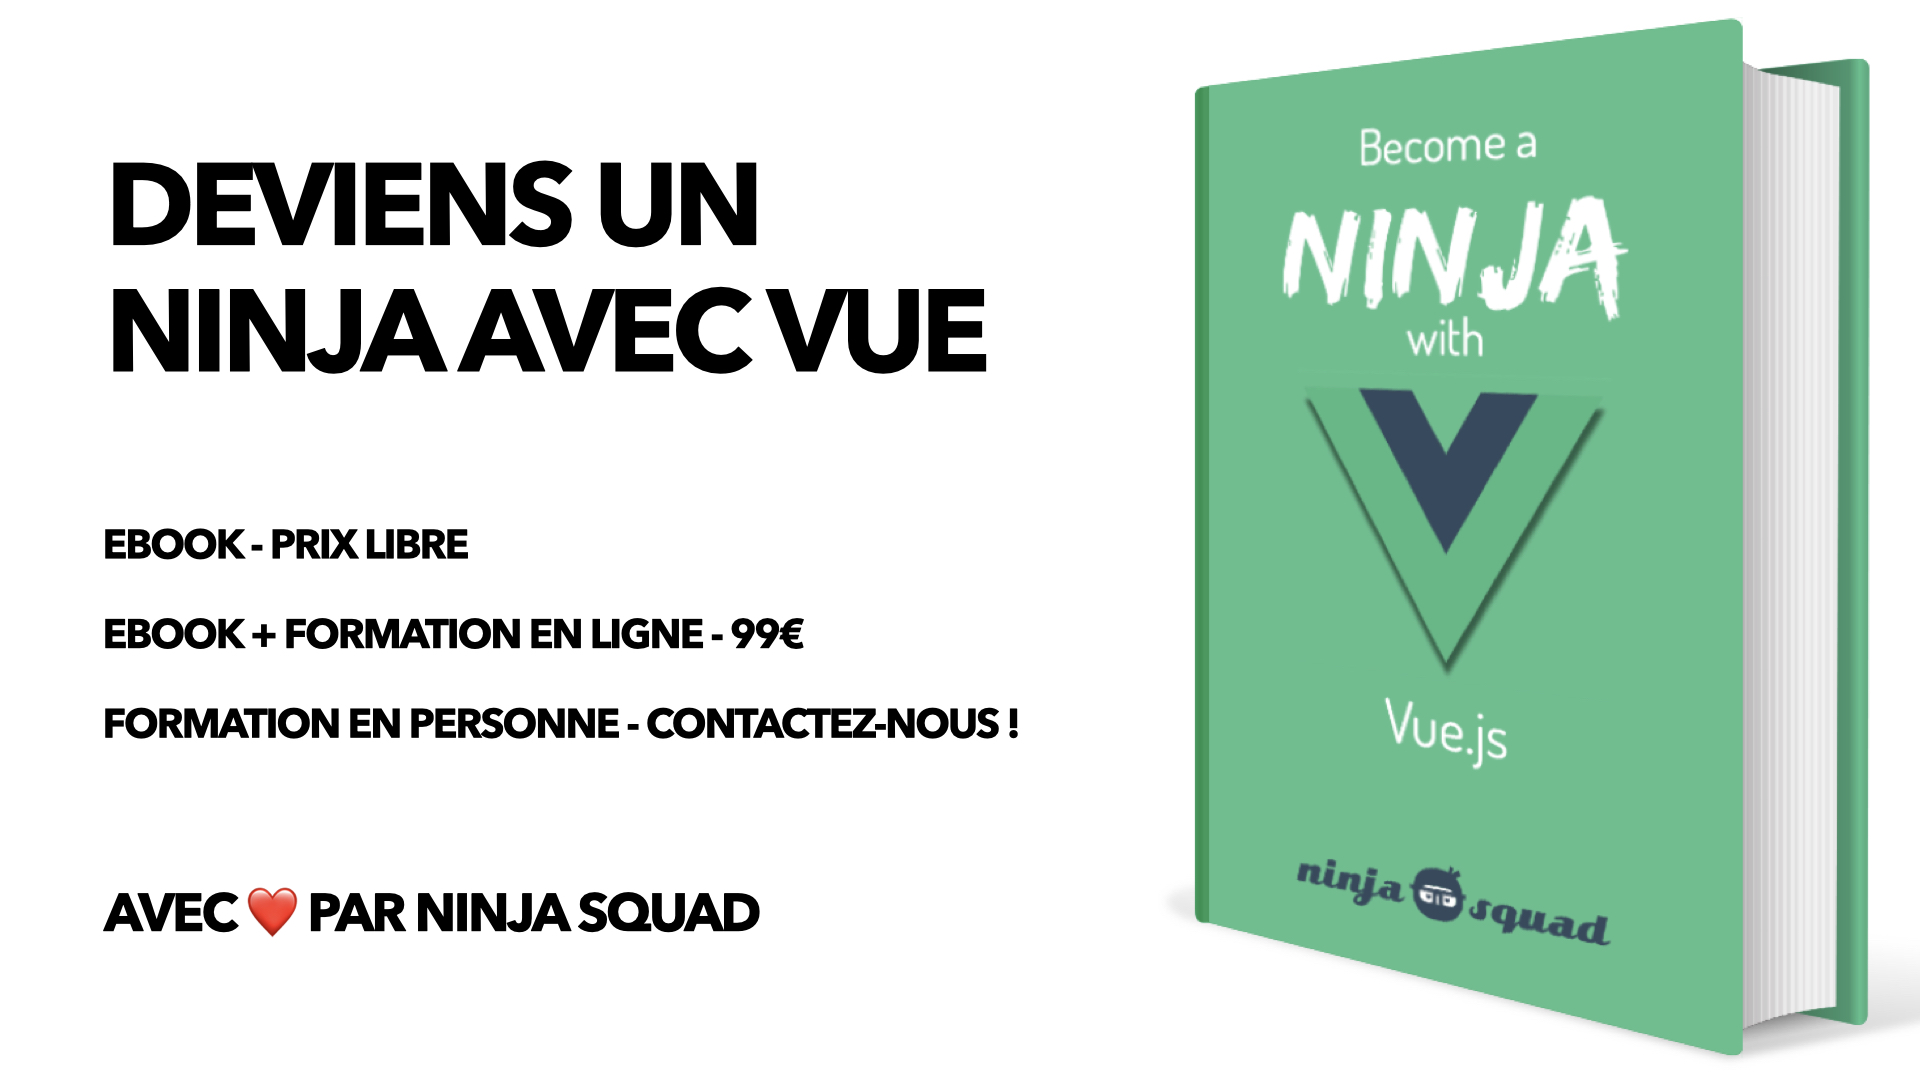 DEVIENS UN
NINJA AVEC VUE
EBOOK - PRIX LIBRE
EBOOK + FORMATION EN LIGNE - 99€
FORMATION EN PERSONNE - CONTACTEZ-NOUS !
AVEC ❤️ PAR NINJA SQUAD
Become a
NINJA
with
Vue.js
ninja squad